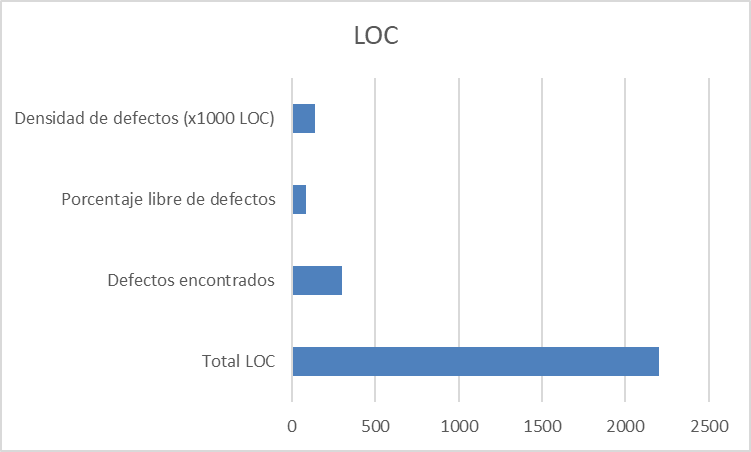 LOC
Densidad de defectos (x1000 LOC)
Porcentaje libre de defectos
Defectos encontrados
Total LOC
0 500 1000 1500 2000 2500